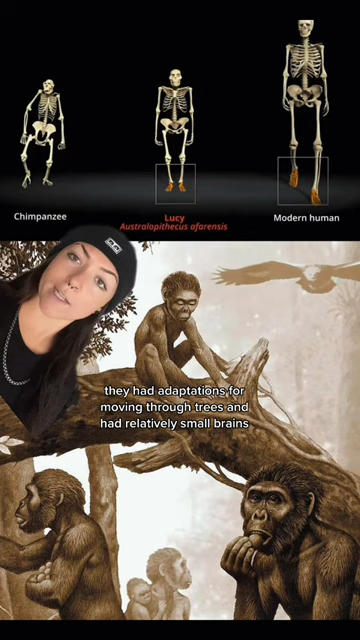 Chimpanzee
Lucy
Australopithecus afarensis
Modern human
they had adaptations for
moving through trees and
had relatively small brains